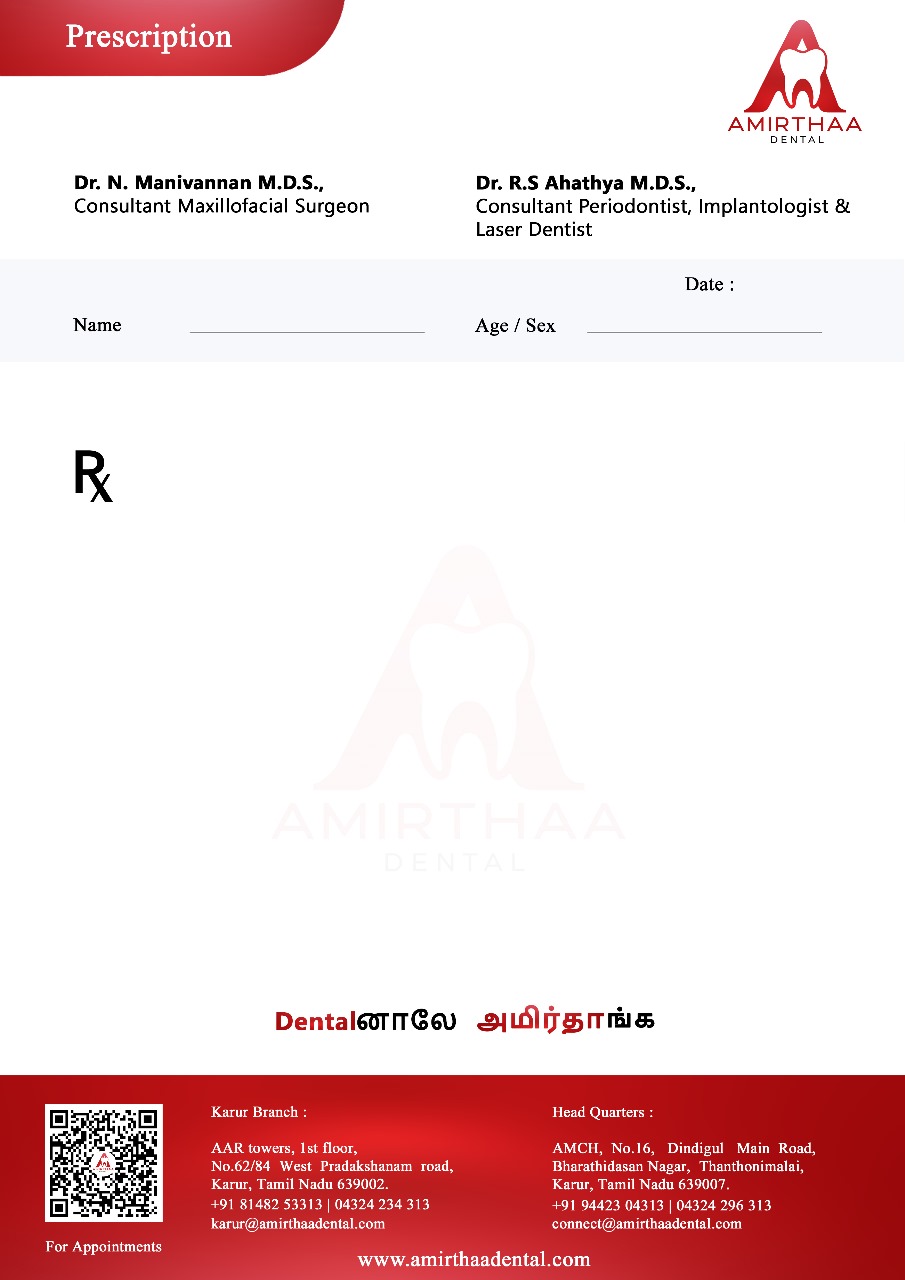 Prescription
AMIRTHAA
DENTAL
Dr. N. Manivannan M.D.S.,
Consultant Maxillofacial Surgeon
Dr. R.S Ahathya M.D.S.,
Consultant Periodontist, Implantologist &
Laser Dentist
Date :
Name
Age / Sex
Rx
AMIRTHAA
DENTAL
Dentalனாலே அமிர்தாங்க
For Appointments
Karur Branch :
AAR towers, 1st floor,
No.62/84 West Pradakshanam road,
Karur, Tamil Nadu 639002.
+91 81482 53313 | 04324 234 313
karur@amirthaadental.com
Head Quarters :
AMCH, No.16, Dindigul Main Road,
Bharathidasan Nagar, Thanthonimalai,
Karur, Tamil Nadu 639007.
+91 94423 04313 | 04324 296 313
connect@amirthaadental.com
www.amirthaadental.com